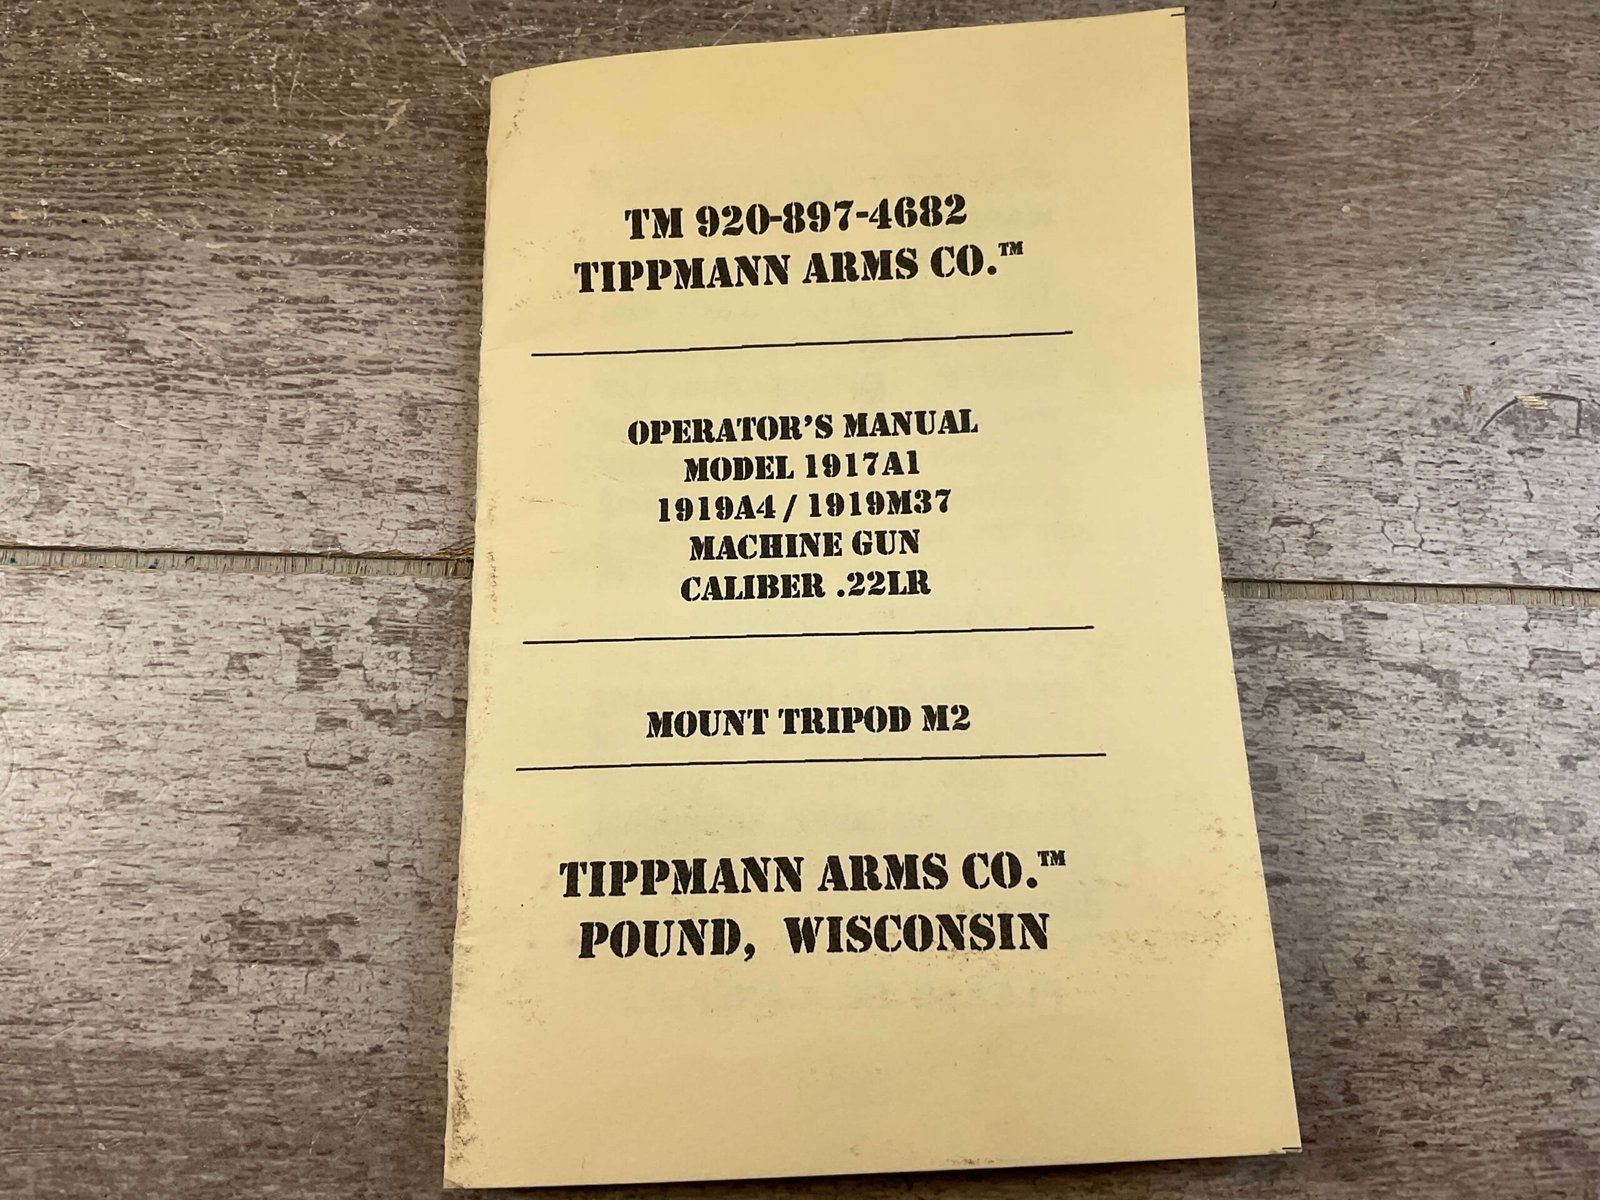 TM 920-897-4682
TIPPMANN ARMS CO.™
OPERATOR'S MANUAL
MODEL 1917A1
1919A4 / 1919M37
MACHINE GUN
CALIBER .22LR
MOUNT TRIPOD M2
TIPPMANN ARMS CO.™
POUND, WISCONSIN